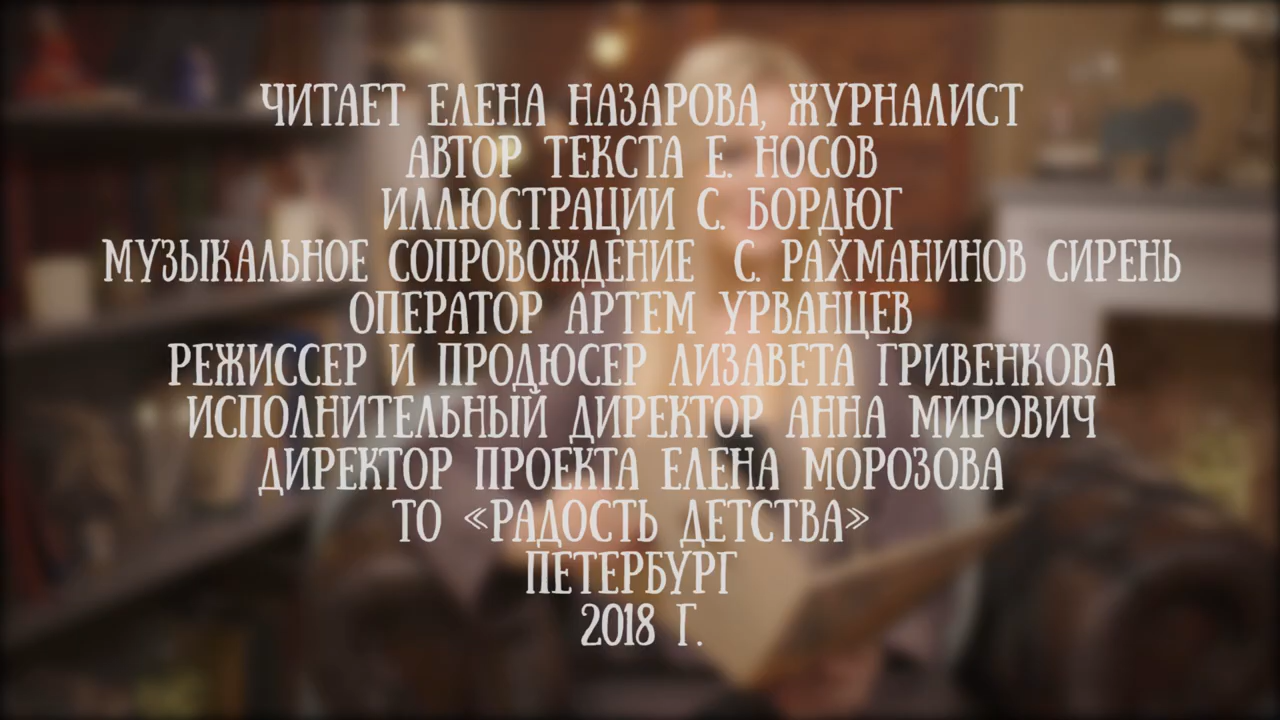 ЧИТАЕТ ЕЛЕНА НАЗАРОВА, ЖУРНАЛИСТ
АВТОР ТЕКСТА Е. НОСОВ
ИЛЛЮСТРАЦИИ С. БОРДЮГ
МУЗЫКАЛЬНОЕ СОПРОВОЖДЕНИЕ С. РАХМАНИНОВ СИРЕНЬ
ОПЕРАТОР АРТЕМ УРВАНЦЕВ
РЕЖИССЕР И ПРОДЮСЕР ЛИЗАВЕТА ГРИВЕНКОВА
ИСПОЛНИТЕЛЬНЫЙ ДИРЕКТОР АННА МИРОВИЧ
ДИРЕКТОР ПРОЕКТА ЕЛЕНА МОРОЗОВА
ТО «РАДОСТЬ ДЕТСТВА»
ПЕТЕРБУРГ
2018 Г.